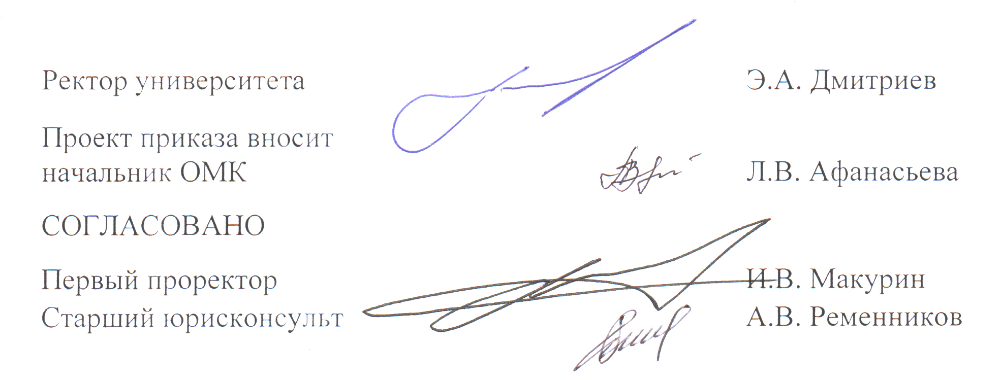 Ректор университета Э.А. Дмитриев
Проект приказа вносит
начальник ОМК Л.В. Афанасьева
СОГЛАСОВАНО
Первый проректор И.В. Макурин
Старший юрисконсульт А.В. Ременников